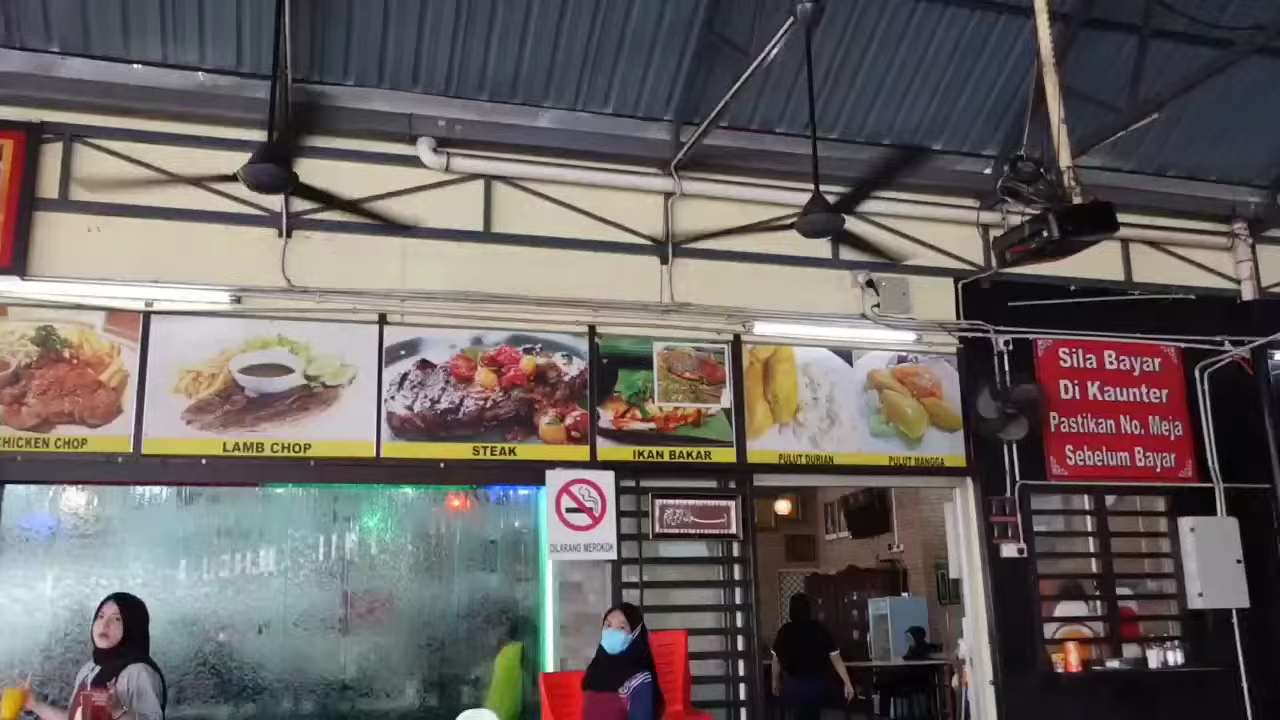 CHICKEN CHOP
LAMB CHOP
STEAK
IKAN BAKAR
PULUT DURIAN
PULUT MANGGA
Sila Bayar
Di Kaunter
Pastikan No. Meja
Sebelum Bayar
DILARANG MEROKOK